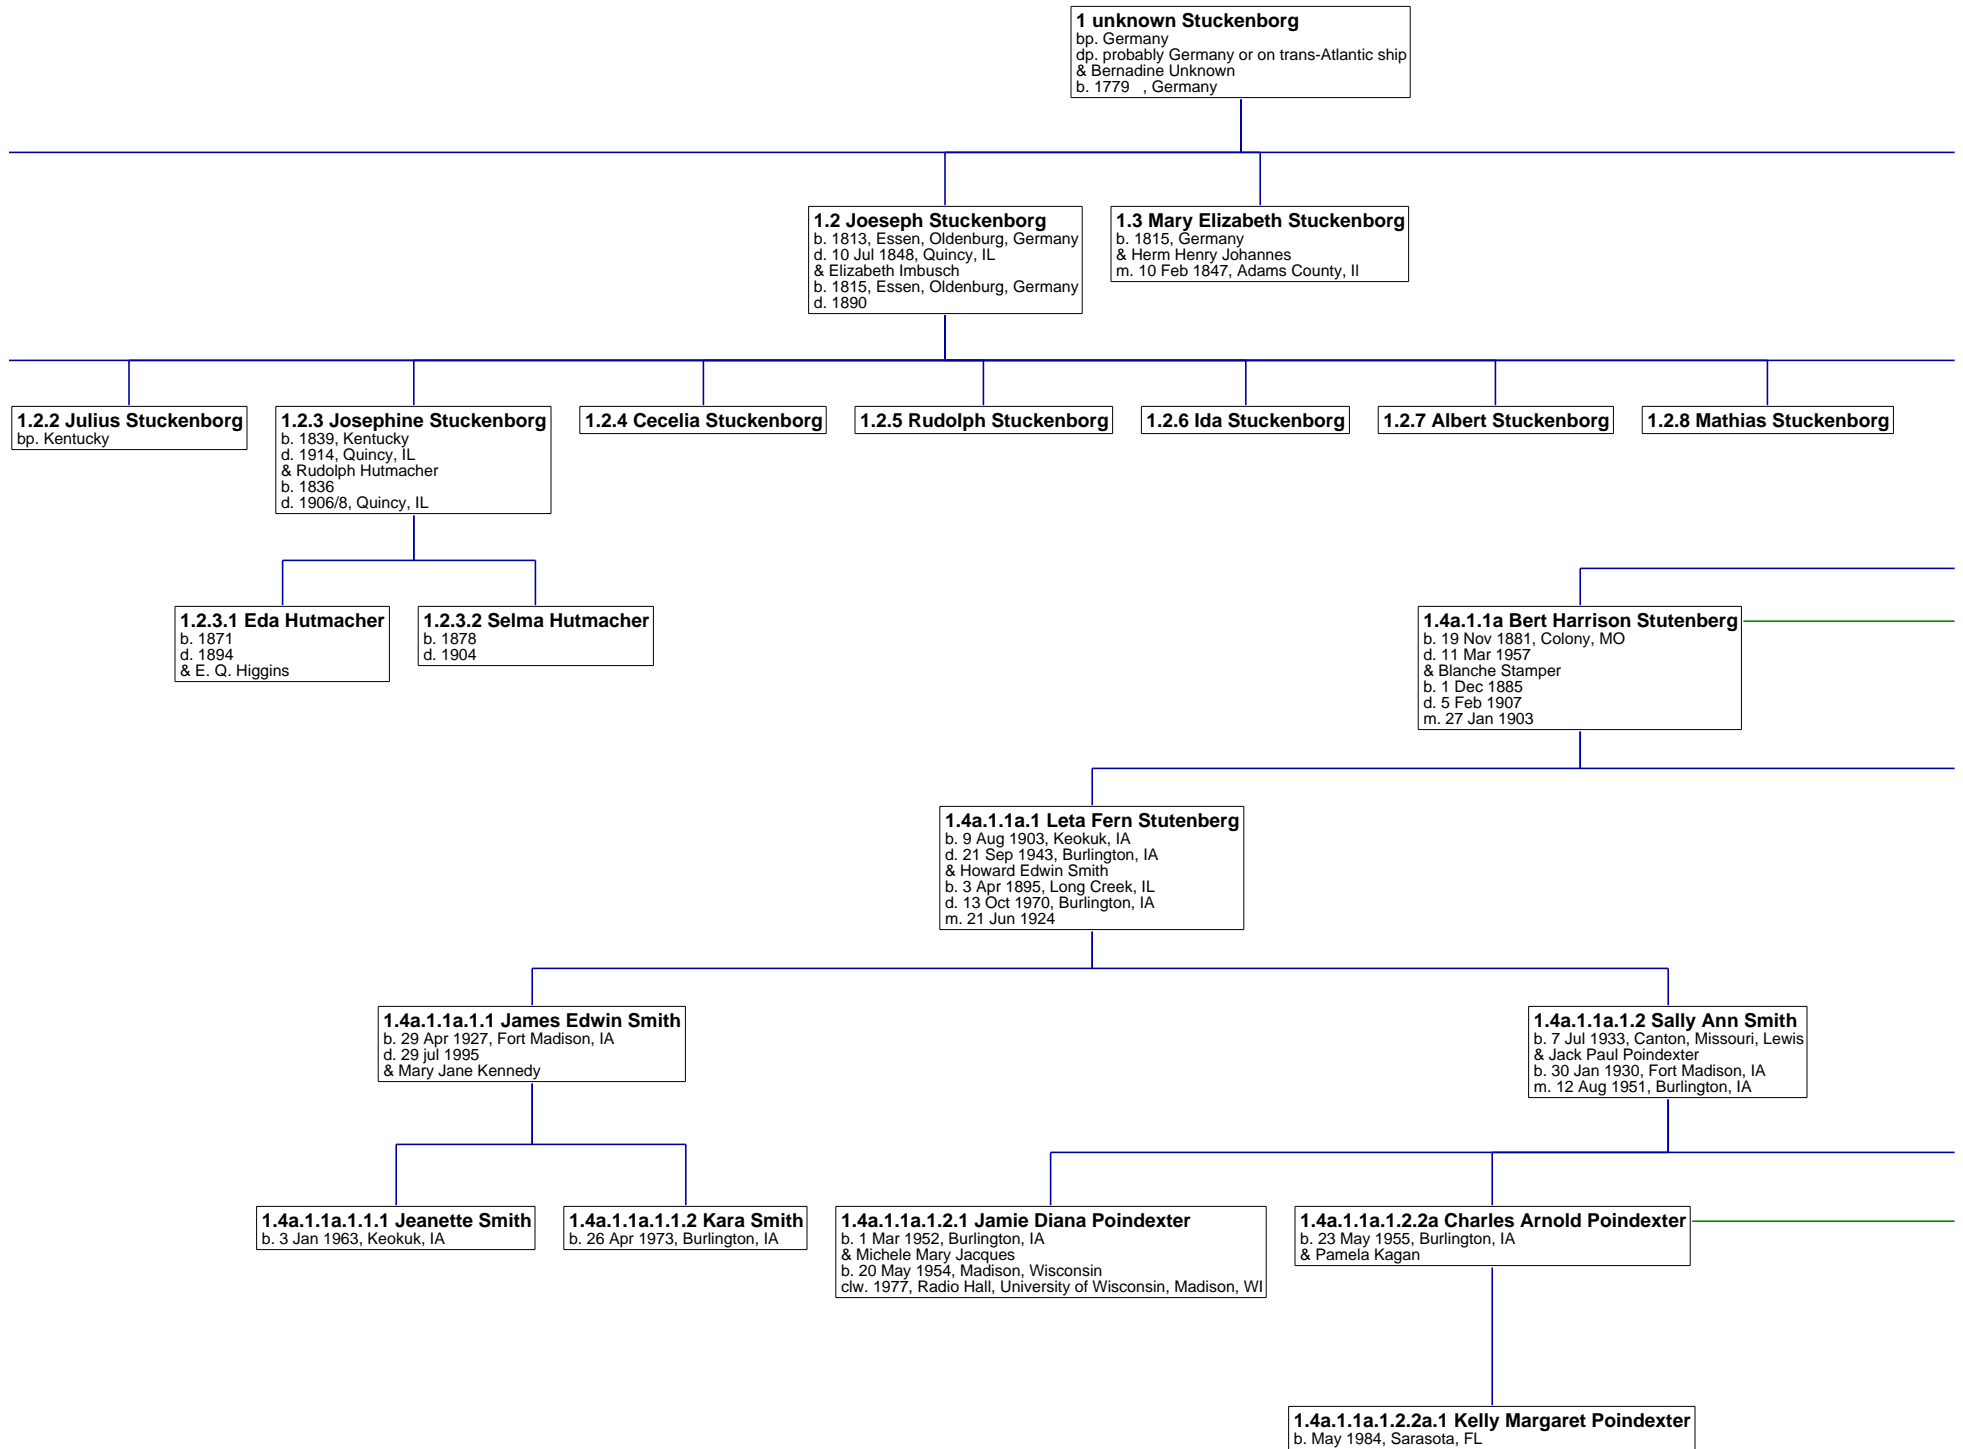 1 unknown Stuckenborg
bp. Germany
dp. probably Germany or on trans-Atlantic ship
& Bernadine Unknown
b. 1779 , Germany
1.2 Joeseph Stuckenborg
b. 1813, Essen, Oldenburg, Germany
d. 10 Jul 1848, Quincy, IL
& Elizabeth Imbusch
b. 1815, Essen, Oldenburg, Germany
d. 1890
1.3 Mary Elizabeth Stuckenborg
b. 1815, Germany
& Herm Henry Johannes
m. 10 Feb 1847, Adams County, Il
1.2.2 Julius Stuckenborg
bp. Kentucky
1.2.3 Josephine Stuckenborg
b. 1839, Kentucky
d. 1914, Quincy, IL
& Rudolph Hutmacher
b. 1836
d. 1906/8, Quincy, IL
1.2.4 Cecelia Stuckenborg
1.2.5 Rudolph Stuckenborg
1.2.6 Ida Stuckenborg
1.2.7 Albert Stuckenborg
1.2.8 Mathias Stuckenborg
1.2.3.1 Eda Hutmacher
b. 1871
d. 1894
& E. Q. Higgins
1.2.3.2 Selma Hutmacher
b. 1878
d. 1904
1.4a.1.1a Bert Harrison Stutenberg
b. 19 Nov 1881, Colony, MO
d. 11 Mar 1957
& Blanche Stamper
b. 1 Dec 1885
d. 5 Feb 1907
m. 27 Jan 1903
1.4a.1.1a.1 Leta Fern Stutenberg
b. 9 Aug 1903, Keokuk, IA
d. 21 Sep 1943, Burlington, IA
& Howard Edwin Smith
b. 3 Apr 1895, Long Creek, IL
d. 13 Oct 1970, Burlington, IA
m. 21 Jun 1924
1.4a.1.1a.1.1 James Edwin Smith
b. 29 Apr 1927, Fort Madison, IA
d. 29 jul 1995
& Mary Jane Kennedy
1.4a.1.1a.1.2 Sally Ann Smith
b. 7 Jul 1933, Canton, Missouri, Lewis
& Jack Paul Poindexter
b. 30 Jan 1930, Fort Madison, IA
m. 12 Aug 1951, Burlington, IA
1.4a.1.1a.1.1.1 Jeanette Smith
b. 3 Jan 1963, Keokuk, IA
1.4a.1.1a.1.1.2 Kara Smith
b. 26 Apr 1973, Burlington, IA
1.4a.1.1a.1.2.1 Jamie Diana Poindexter
b. 1 Mar 1952, Burlington, IA
& Michele Mary Jacques
b. 20 May 1954, Madison, Wisconsin
clw. 1977, Radio Hall, University of Wisconsin, Madison, WI
1.4a.1.1a.1.2.2a Charles Arnold Poindexter
b. 23 May 1955, Burlington, IA
& Pamela Kagan
1.4a.1.1a.1.2.2a.1 Kelly Margaret Poindexter
b. May 1984, Sarasota, FL